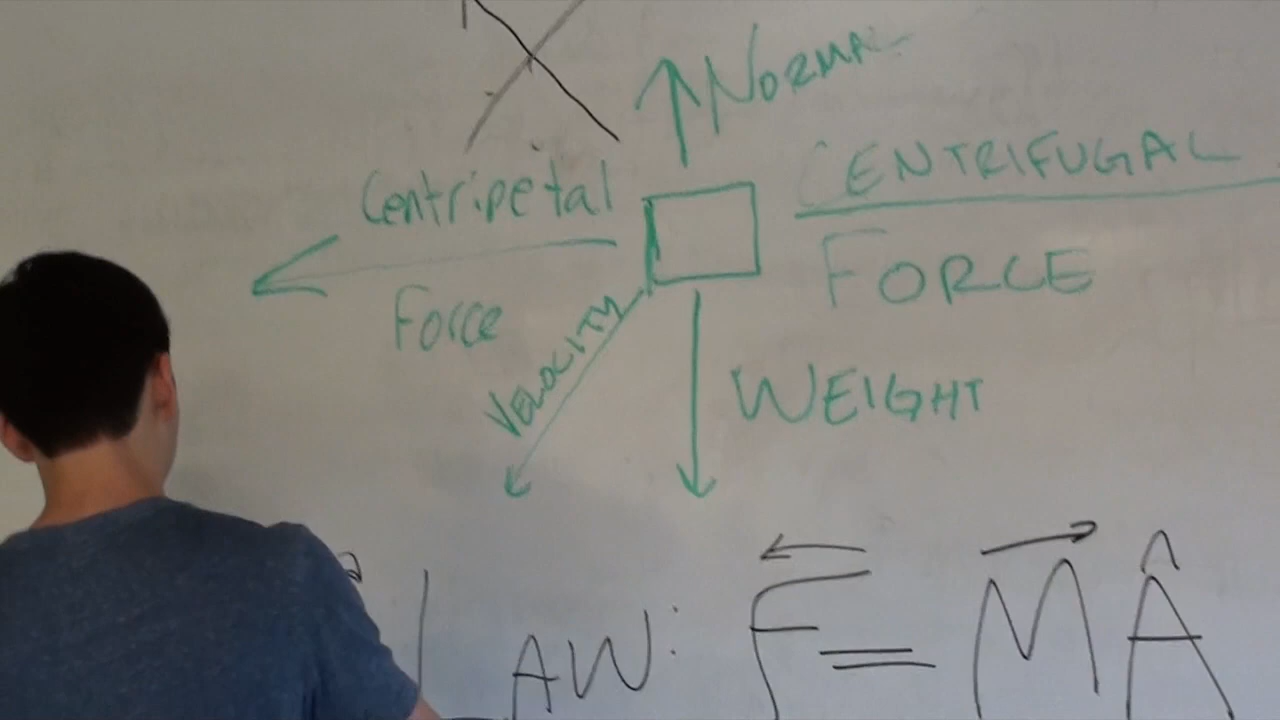 NORMAL
Centripetal
CENTRIFUGAL
Force
FORCE
VELOCITY
WEIGHT
LAW: F = MA